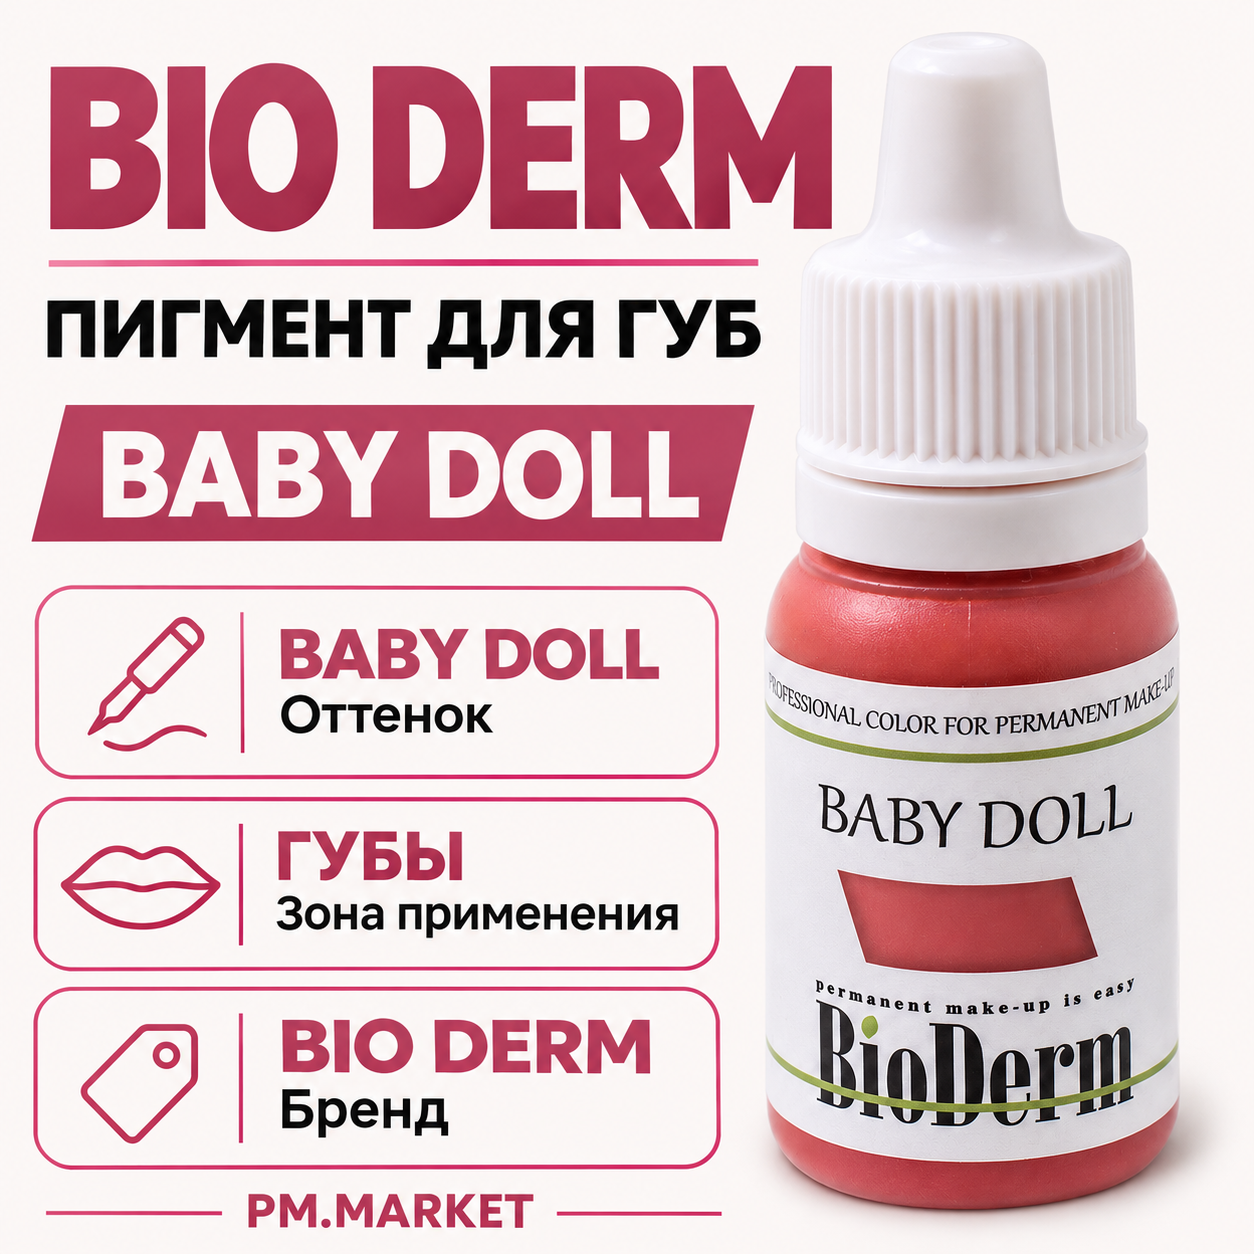 BIO DERM
ПИГМЕНТ ДЛЯ ГУБ
BABY DOLL
BABY DOLL
Оттенок
ГУБЫ
Зона применения
BIO DERM
Бренд
PM.MARKET
PROFESSIONAL COLOR FOR PERMANENT MAKE-UP
BABY DOLL
permanent make-up is easy
BioDerm